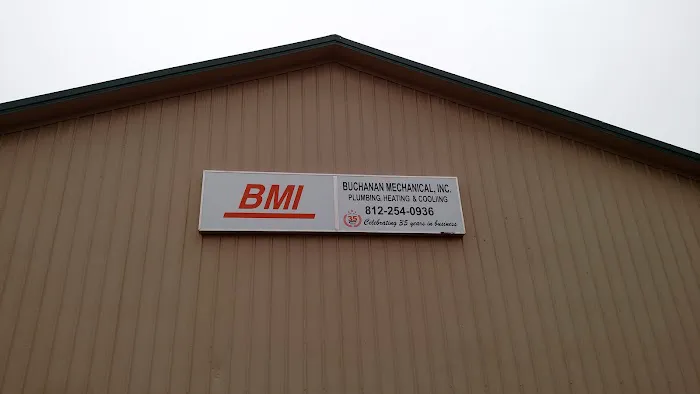 BMI
BUCHANAN MECHANICAL, INC.
PLUMBING, HEATING & COOLING
812-254-0936
35
Celebrating 35 years in business